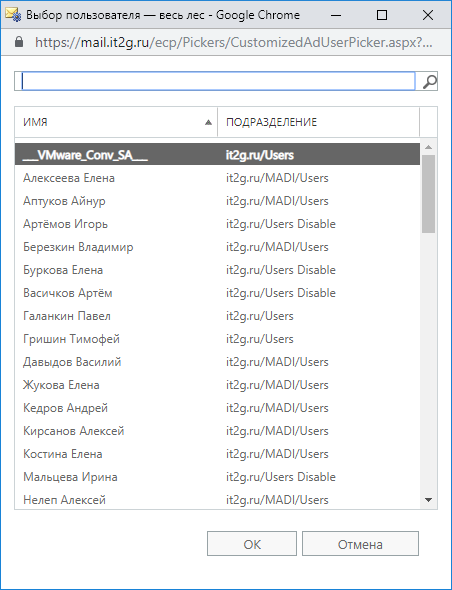 Выбор пользователя — весь лес - Google Chrome
https://mail.it2g.ru/ecp/Pickers/CustomizedAdUserPicker.aspx?...
ИМЯ ПОДРАЗДЕЛЕНИЕ
___VMware_Conv_SA___ it2g.ru/Users
Алексеева Елена it2g.ru/MADI/Users
Аптуков Айнур it2g.ru/MADI/Users
Артёмов Игорь it2g.ru/Users Disable
Березкин Владимир it2g.ru/MADI/Users
Буркова Елена it2g.ru/Users Disable
Васичков Артём it2g.ru/Users Disable
Галанкин Павел it2g.ru/Users
Гришин Тимофей it2g.ru/Users
Давыдов Василий it2g.ru/MADI/Users
Жукова Елена it2g.ru/MADI/Users
Кедров Андрей it2g.ru/MADI/Users
Кирсанов Алексей it2g.ru/MADI/Users
Костина Елена it2g.ru/MADI/Users
Мальцева Ирина it2g.ru/Users Disable
Нелеп Алексей it2g.ru/MADI/Users
ОК Отмена